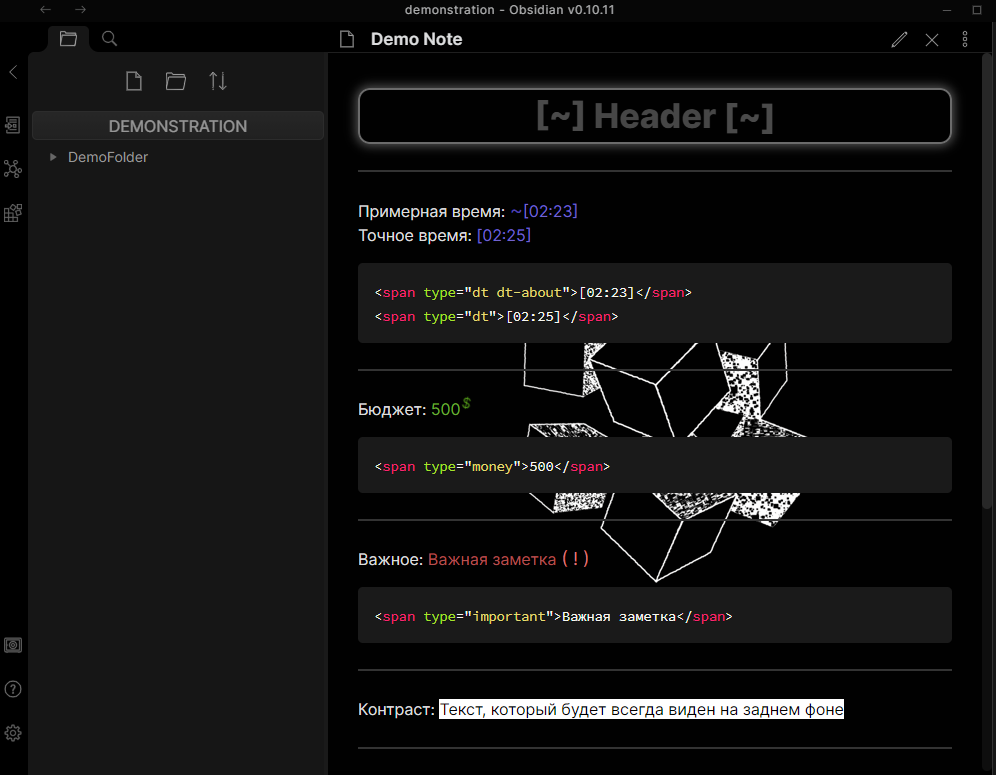 demonstration - Obsidian v0.10.11
Demo Note
DEMONSTRATION
DemoFolder
[~] Header [~]
Примерная время: ~[02:23]
Точное время: [02:25]
<span type="dt dt-about">[02:23]</span>
<span type="dt">[02:25]</span>
Бюджет: 500$
<span type="money">500</span>
Важное: Важная заметка (!)
<span type="important">Важная заметка</span>
Контраст: Текст, который будет всегда виден на заднем фоне